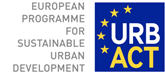 EUROPEAN
PROGRAMME
FOR
SUSTAINABLE
URBAN
DEVELOPMENT
URB
ACT